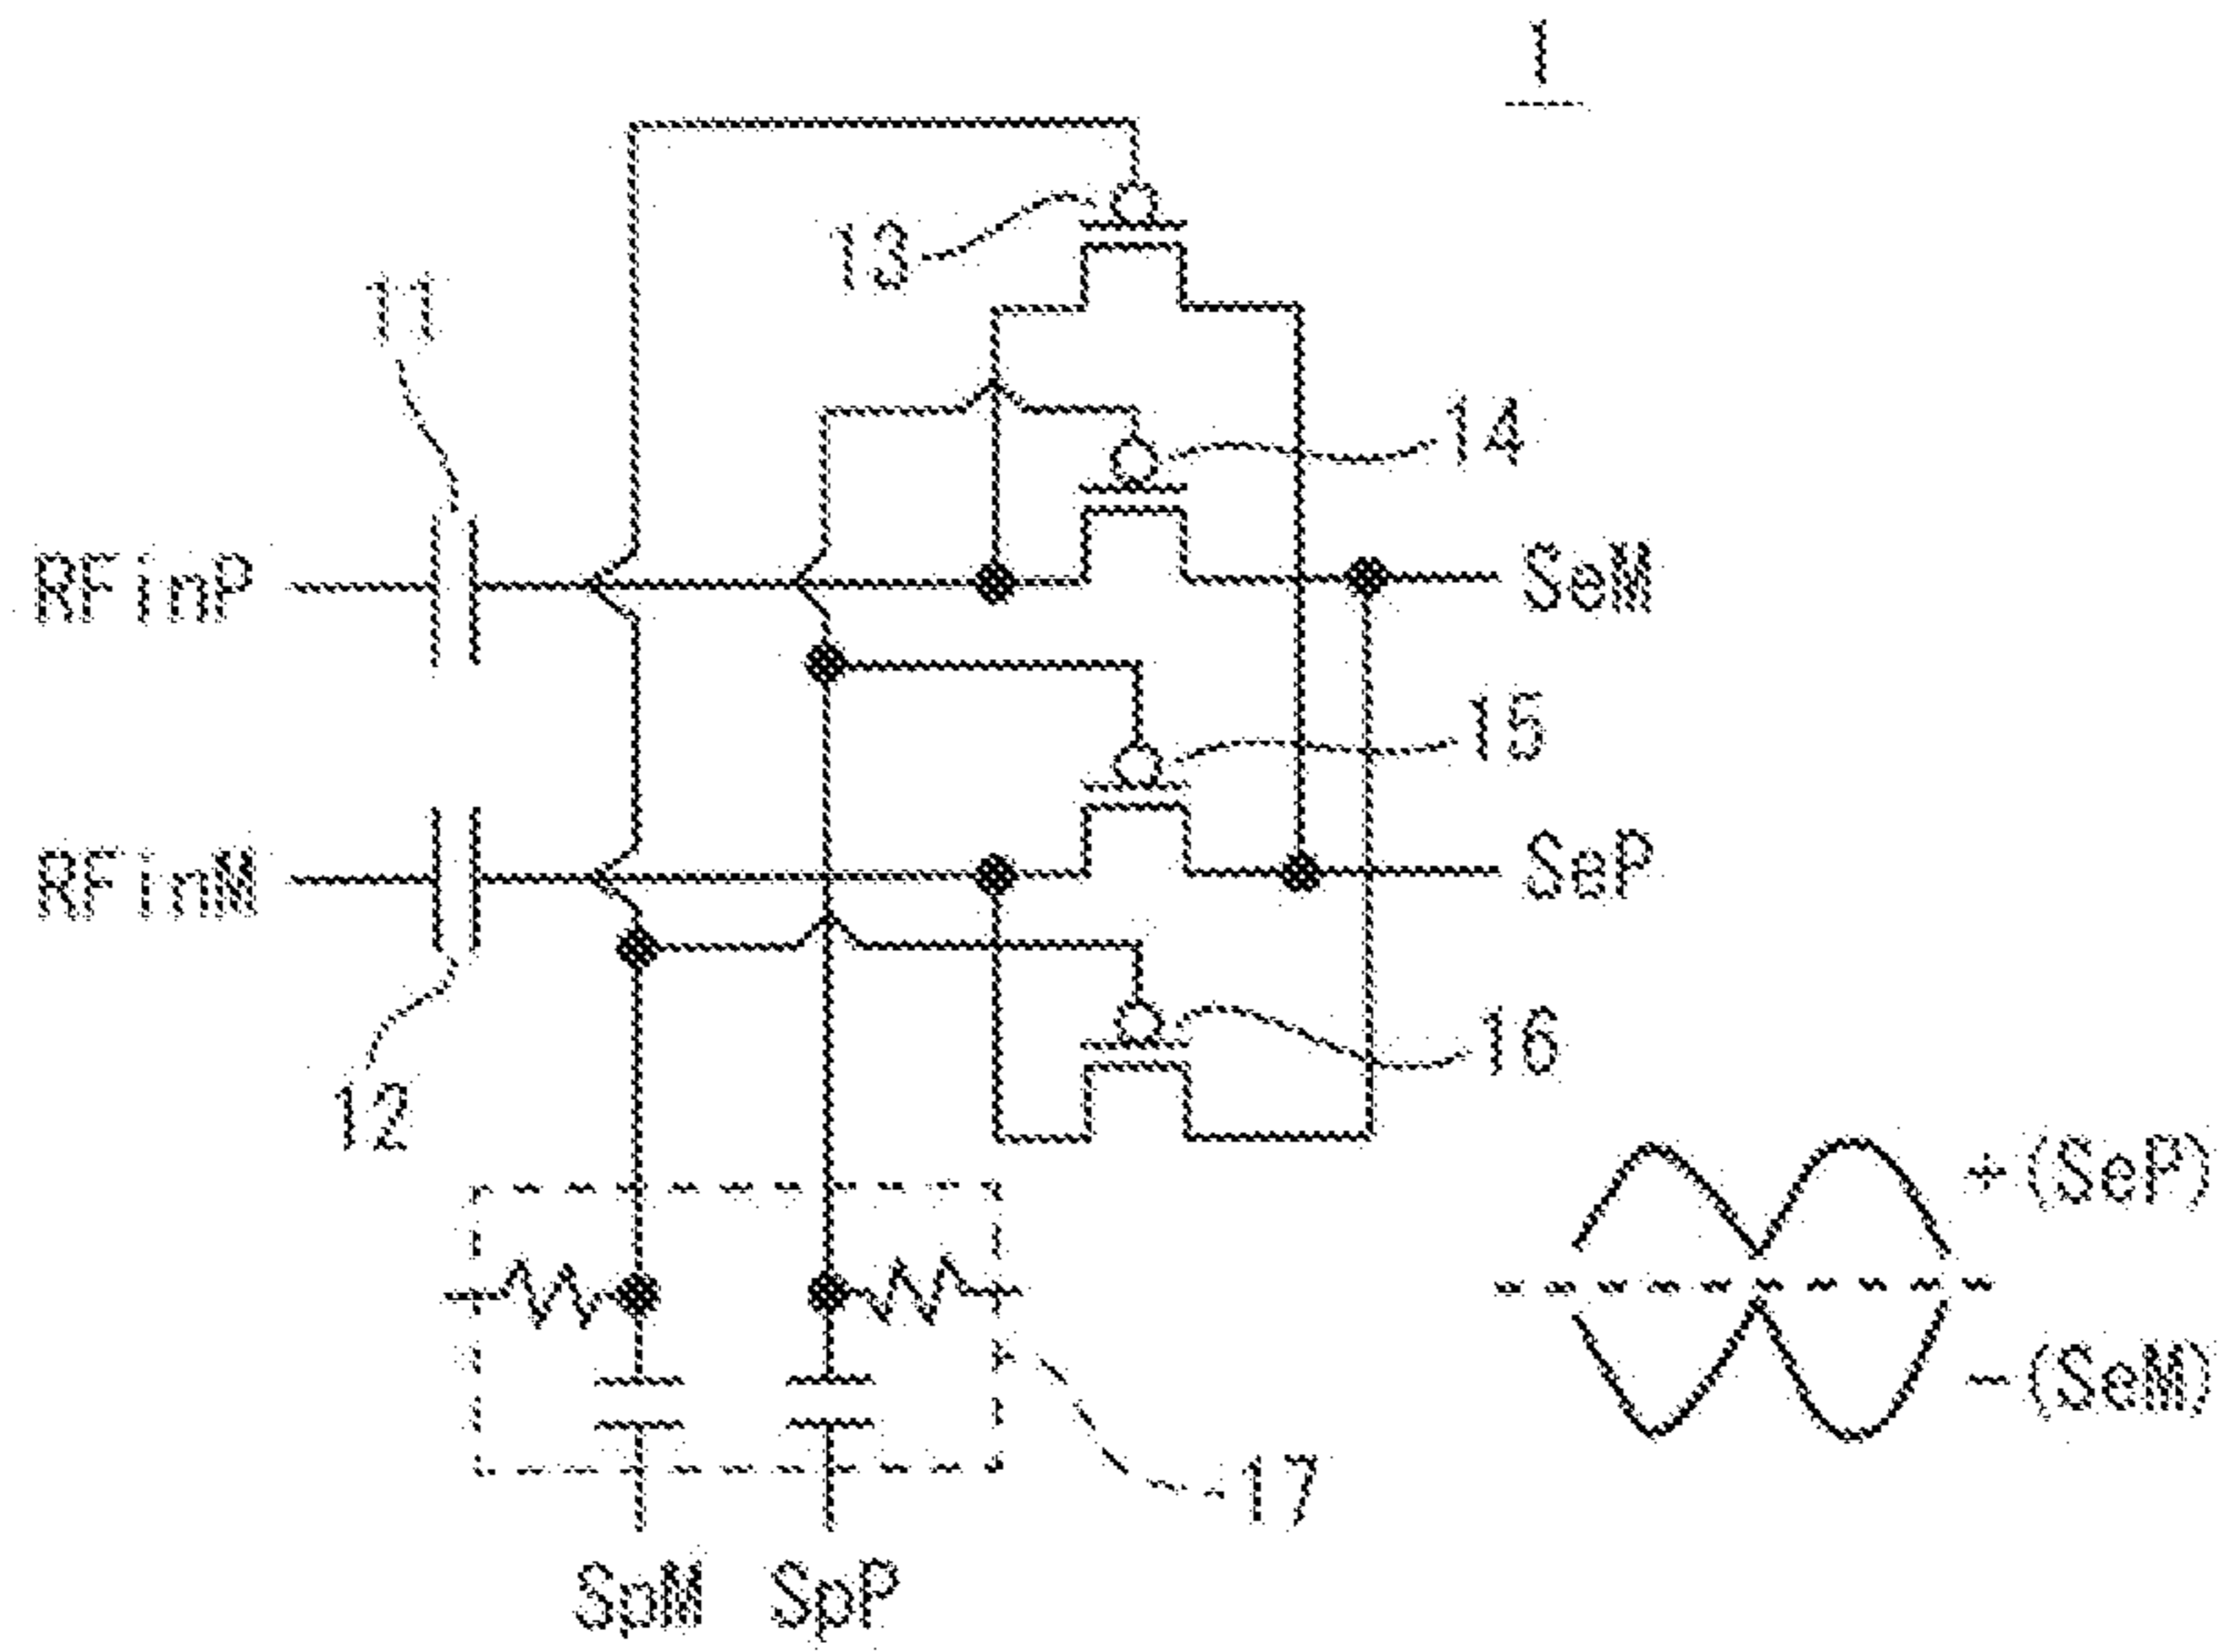 1
13
11
14
RFinP
SeM
15
RFinM
SeP
16
12
+(SeP)
-(SeM)
17
SpM SpP